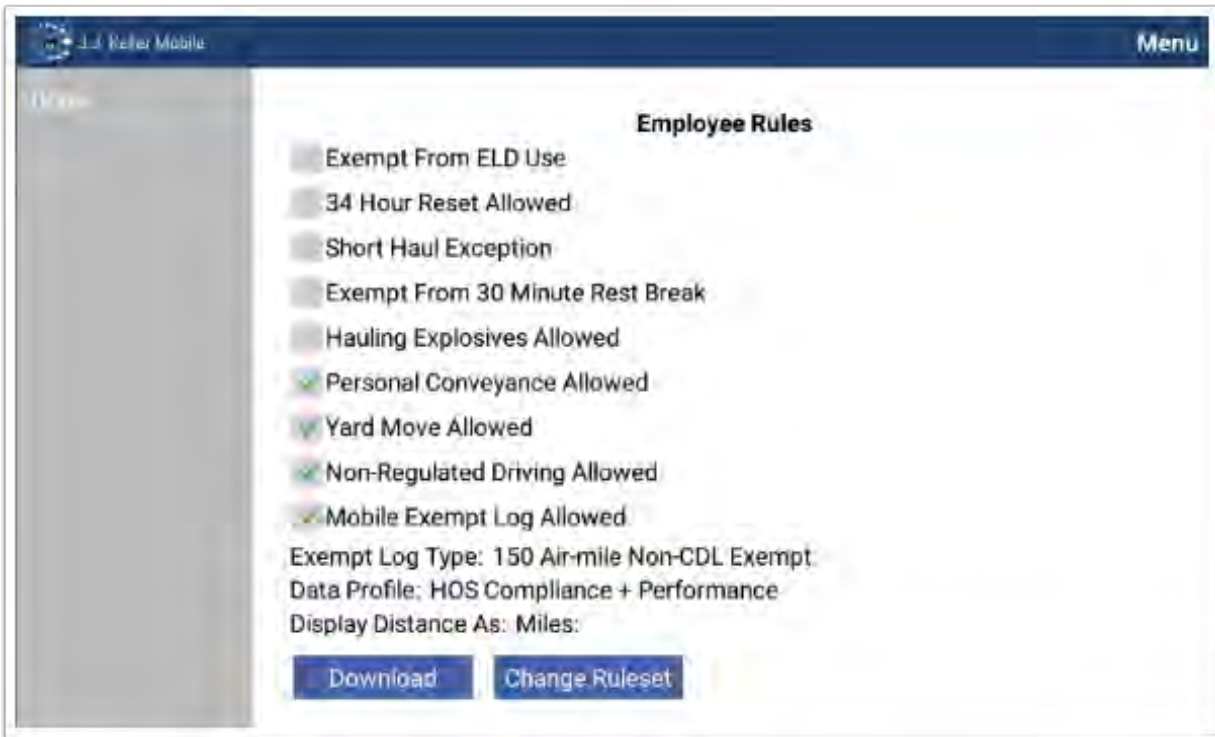 J.J. Keller Mobile
Menu
Employee Rules
Exempt From ELD Use
34 Hour Reset Allowed
Short Haul Exception
Exempt From 30 Minute Rest Break
Hauling Explosives Allowed
Personal Conveyance Allowed
Yard Move Allowed
Non-Regulated Driving Allowed
Mobile Exempt Log Allowed
Exempt Log Type: 150 Air-mile Non-CDL Exempt
Data Profile: HOS Compliance + Performance
Display Distance As: Miles:
Download
Change Ruleset